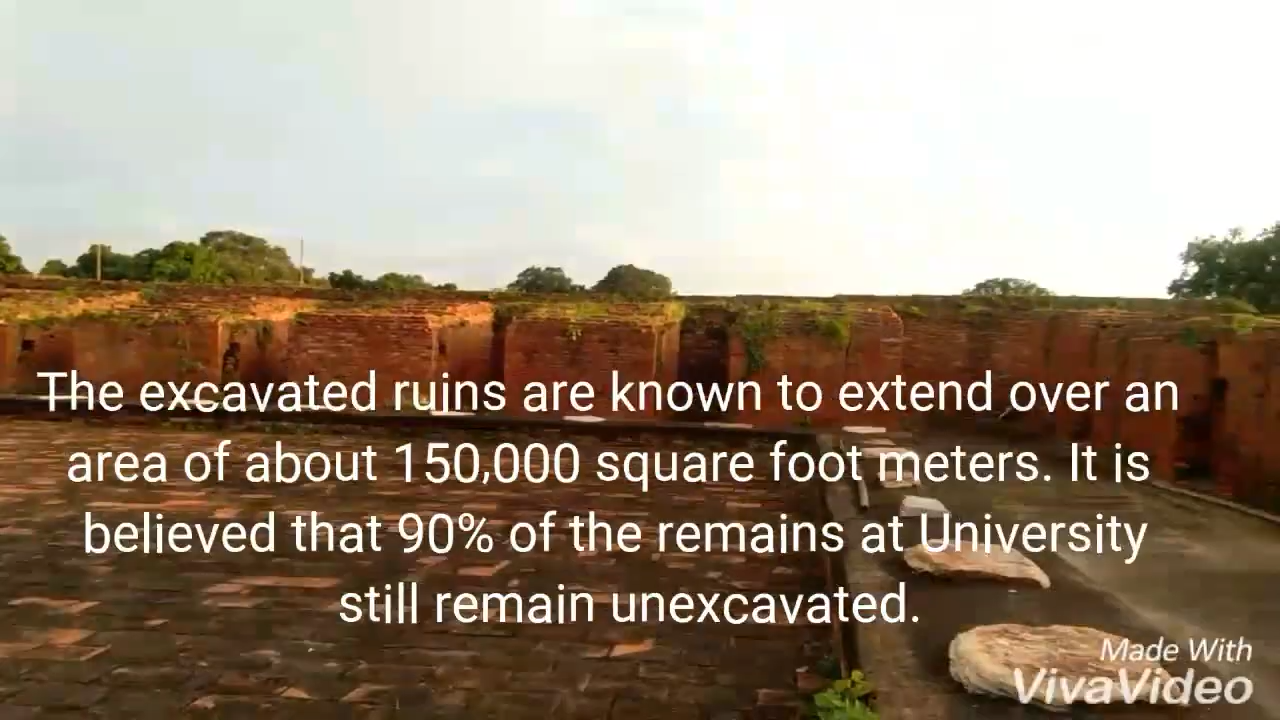 The excavated ruins are known to extend over an
area of about 150,000 square foot meters. It is
believed that 90% of the remains at University
still remain unexcavated.
Made With
VivaVideo